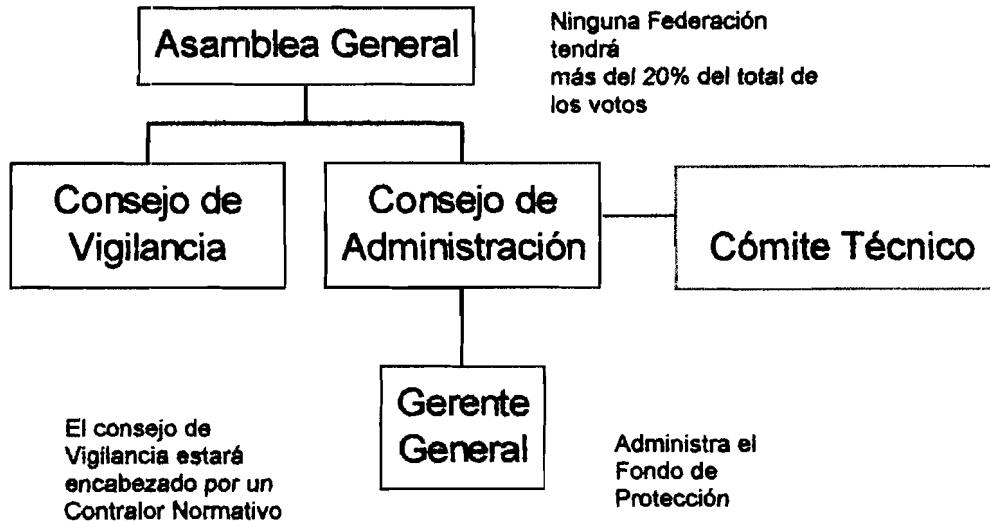 Asamblea General
Ninguna Federación
tendrá
más del 20% del total de
los votos
Consejo de
Vigilancia
Consejo de
Administración
Cómite Técnico
Gerente
General
El consejo de
Vigilancia estará
encabezado por un
Contralor Normativo
Administra el
Fondo de
Protección